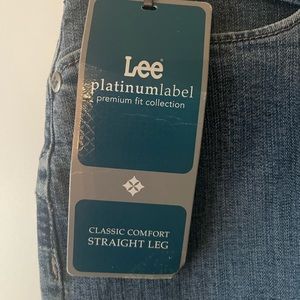 Lee
platinumlabel
premium fit collection
CLASSIC COMFORT
STRAIGHT LEG